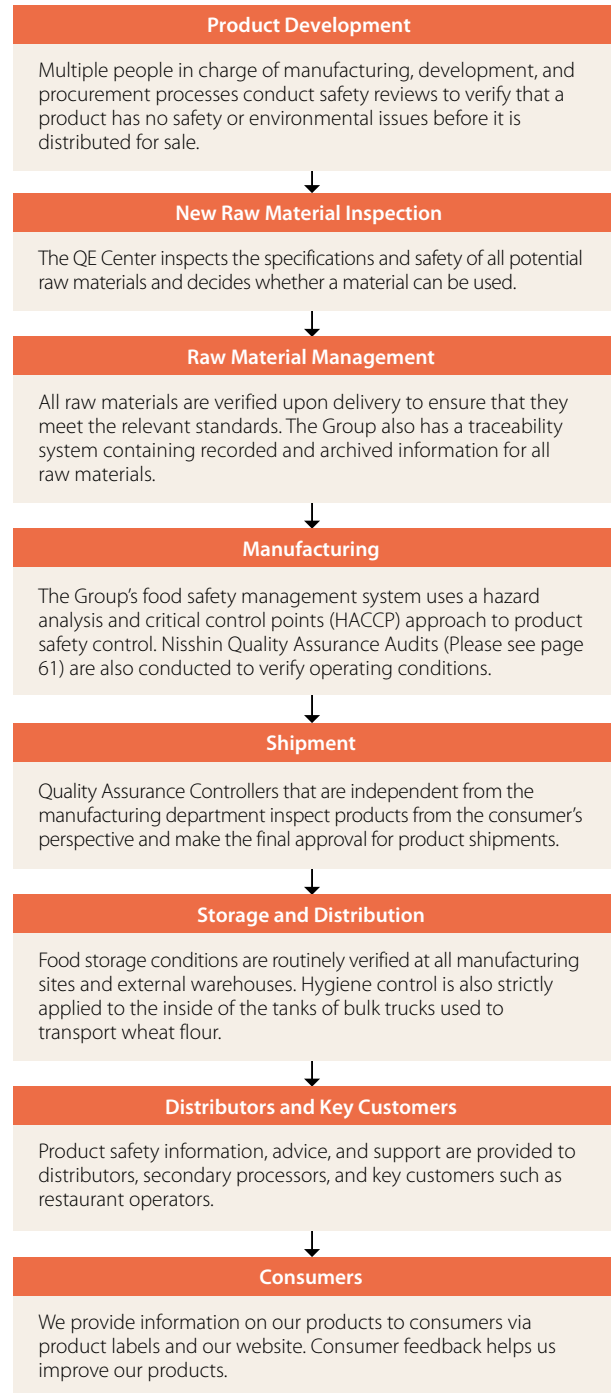 Product Development
Multiple people in charge of manufacturing, development, and
procurement processes conduct safety reviews to verify that a
product has no safety or environmental issues before it is
distributed for sale.
New Raw Material Inspection
The QE Center inspects the specifications and safety of all potential
raw materials and decides whether a material can be used.
Raw Material Management
All raw materials are verified upon delivery to ensure that they
meet the relevant standards. The Group also has a traceability
system containing recorded and archived information for all
raw materials.
Manufacturing
The Group’s food safety management system uses a hazard
analysis and critical control points (HACCP) approach to product
safety control. Nisshin Quality Assurance Audits (Please see page
61) are also conducted to verify operating conditions.
Shipment
Quality Assurance Controllers that are independent from the
manufacturing department inspect products from the consumer’s
perspective and make the final approval for product shipments.
Storage and Distribution
Food storage conditions are routinely verified at all manufacturing
sites and external warehouses. Hygiene control is also strictly
applied to the inside of the tanks of bulk trucks used to
transport wheat flour.
Distributors and Key Customers
Product safety information, advice, and support are provided to
distributors, secondary processors, and key customers such as
restaurant operators.
Consumers
We provide information on our products to consumers via
product labels and our website. Consumer feedback helps us
improve our products.